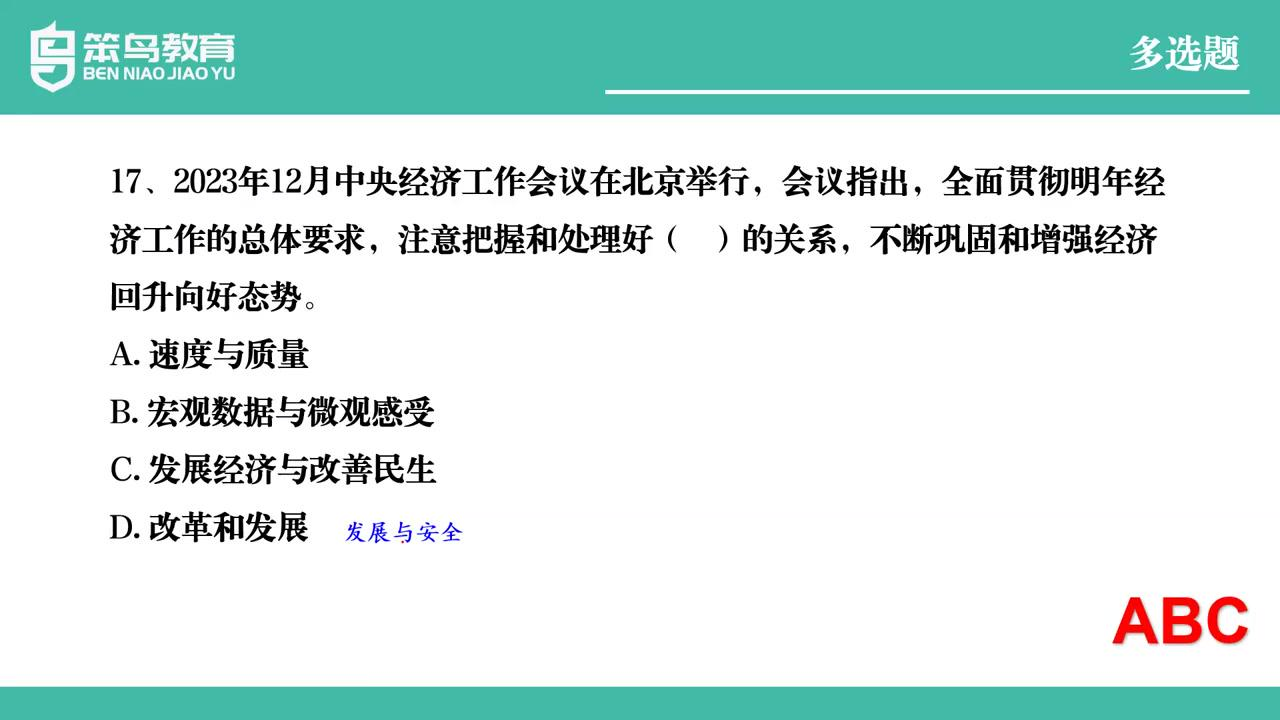 笨鸟教育
BEN NIAO JIAO YU
多选题
17、2023年12月中央经济工作会议在北京举行，会议指出，全面贯彻明年经
济工作的总体要求，注意把握和处理好（ ）的关系，不断巩固和增强经济
回升向好态势。
A. 速度与质量
B. 宏观数据与微观感受
C. 发展经济与改善民生
D. 改革和发展 发展与安全
ABC